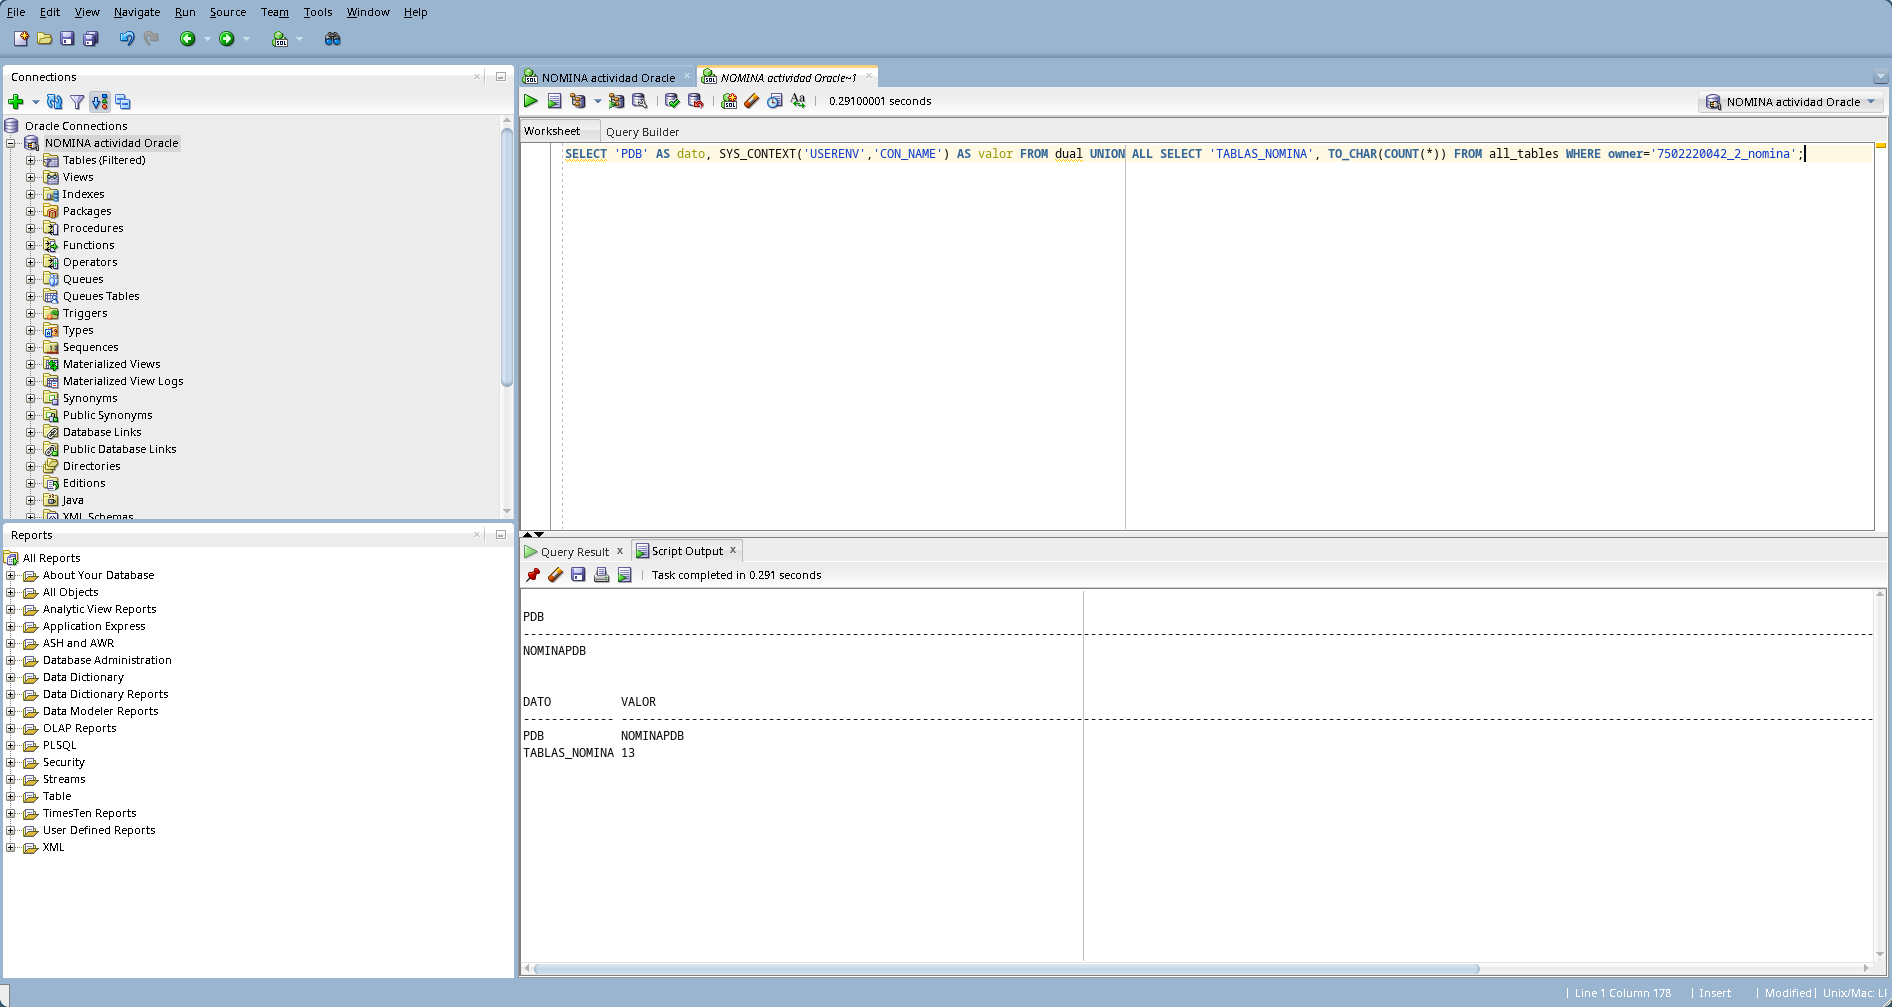 File Edit View Navigate Run Source Team Tools Window Help
Connections
Oracle Connections
NOMINA actividad Oracle
Tables (Filtered)
Views
Indexes
Packages
Procedures
Functions
Operators
Queues
Queues Tables
Triggers
Types
Sequences
Materialized Views
Materialized View Logs
Synonyms
Public Synonyms
Database Links
Public Database Links
Directories
Editions
Java
XML Schemas
Reports
All Reports
About Your Database
All Objects
Analytic View Reports
Application Express
ASH and AWR
Database Administration
Data Dictionary
Data Dictionary Reports
Data Modeler Reports
OLAP Reports
PLSQL
Security
Streams
Table
TimesTen Reports
User Defined Reports
XML
NOMINA actividad Oracle NOMINA actividad Oracle~1
0.29100001 seconds NOMINA actividad Oracle
Worksheet Query Builder
SELECT 'PDB' AS dato, SYS_CONTEXT('USERENV','CON_NAME') AS valor FROM dual UNION ALL SELECT 'TABLAS_NOMINA', TO_CHAR(COUNT(*)) FROM all_tables WHERE owner='7502220042_2_nomina';
Query Result x Script Output x
Task completed in 0.291 seconds
PDB
NOMINAPDB
DATO VALOR
PDB NOMINAPDB
TABLAS_NOMINA 13
Line 1 Column 178 Insert Modified Unix/Mac: LF